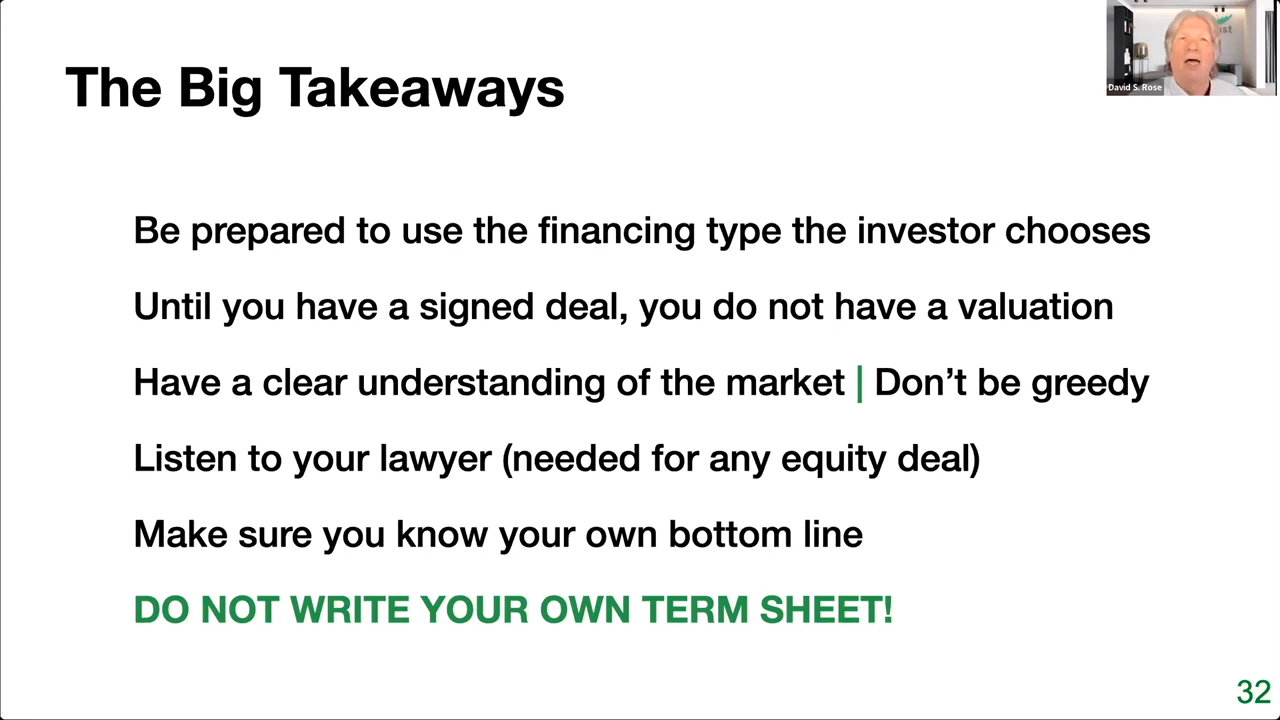 The Big Takeaways
David S. Rose
Be prepared to use the financing type the investor chooses
Until you have a signed deal, you do not have a valuation
Have a clear understanding of the market | Don’t be greedy
Listen to your lawyer (needed for any equity deal)
Make sure you know your own bottom line
DO NOT WRITE YOUR OWN TERM SHEET!
32